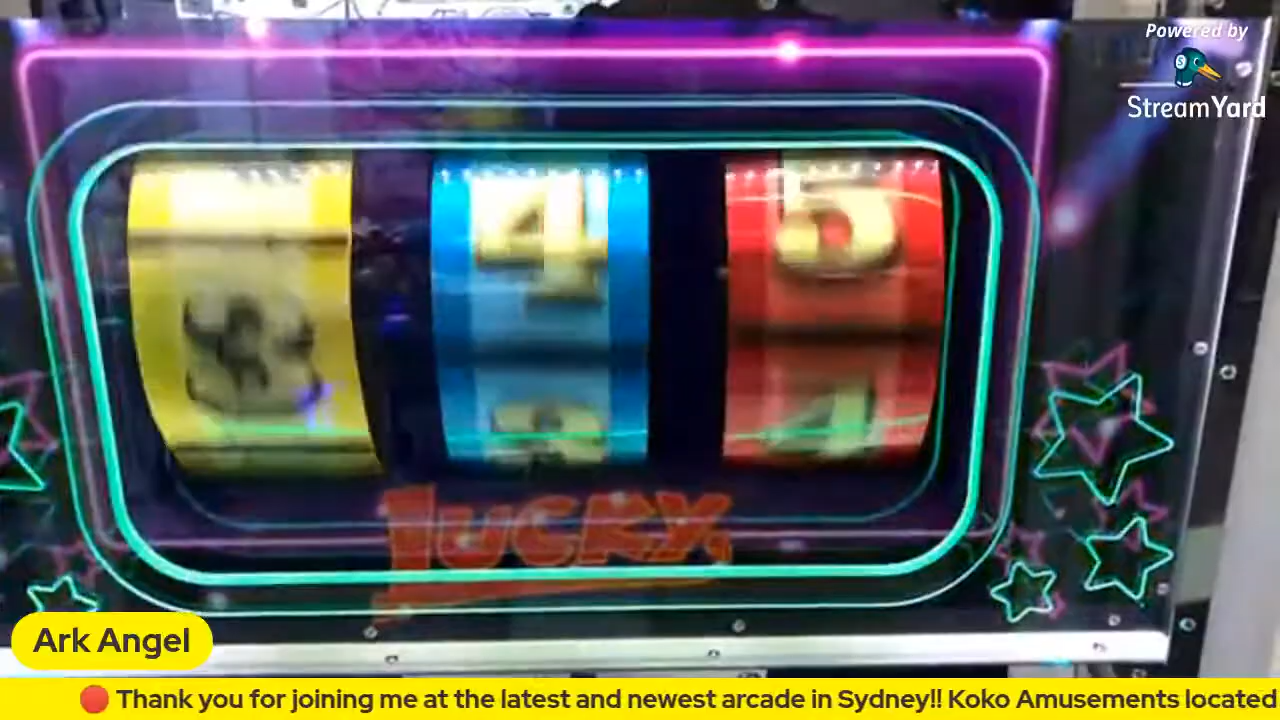 Powered by
StreamYard
4 5
3 4
LUCKY
Ark Angel
🔴 Thank you for joining me at the latest and newest arcade in Sydney!! Koko Amusements located